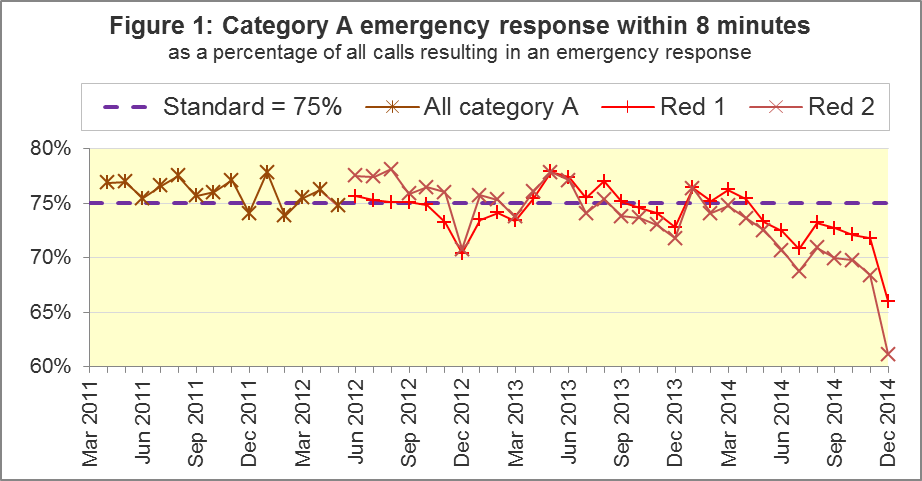 Figure 1: Category A emergency response within 8 minutes
as a percentage of all calls resulting in an emergency response
Standard = 75% All category A Red 1 Red 2
80%
75%
70%
65%
60%
Mar 2011 Jun 2011 Sep 2011 Dec 2011 Mar 2012 Jun 2012 Sep 2012 Dec 2012 Mar 2013 Jun 2013 Sep 2013 Dec 2013 Mar 2014 Jun 2014 Sep 2014 Dec 2014